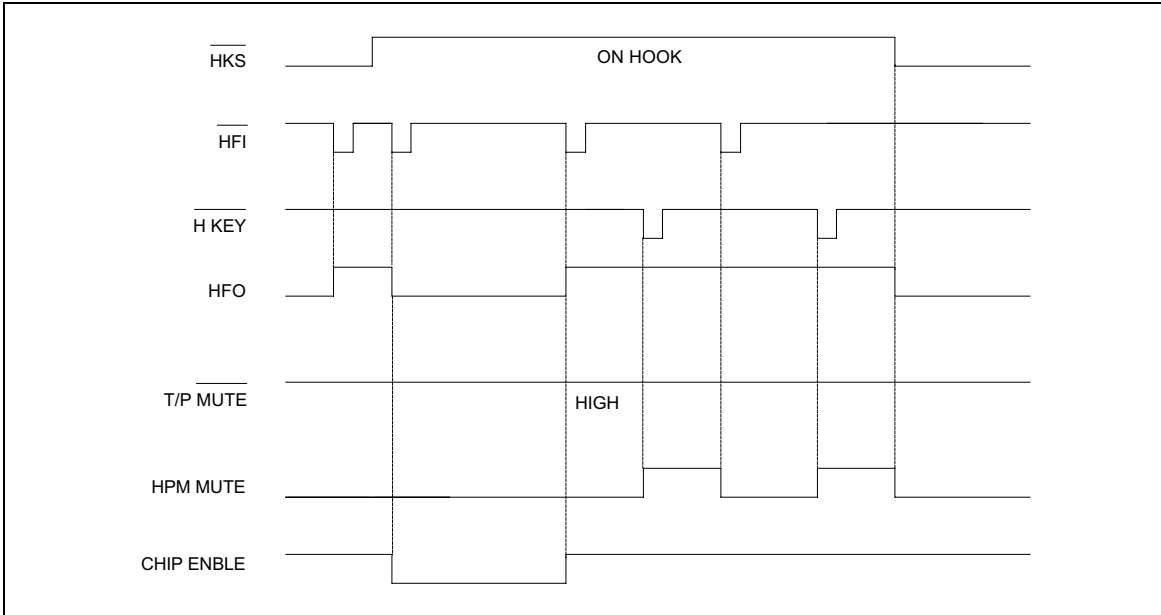 HKS
ON HOOK
HFI
H KEY
HFO
T/P MUTE
HIGH
HPM MUTE
CHIP ENBLE